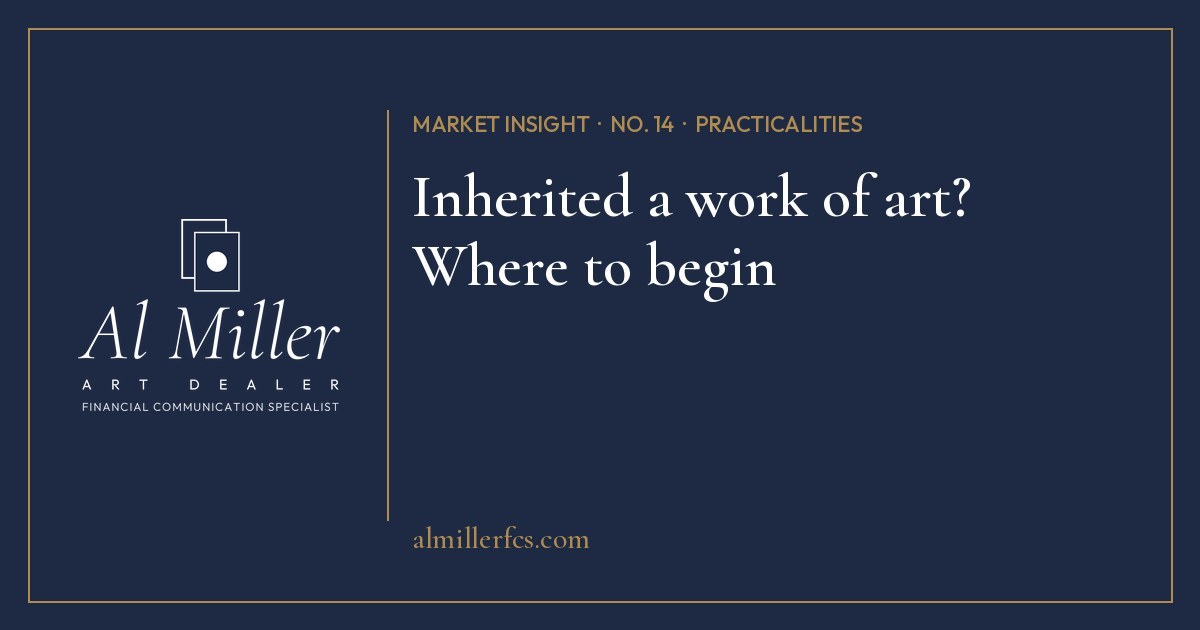 MARKET INSIGHT · NO. 14 · PRACTICALITIES
Inherited a work of art?
Where to begin
Al Miller
ART DEALER
FINANCIAL COMMUNICATION SPECIALIST
almillerfcs.com